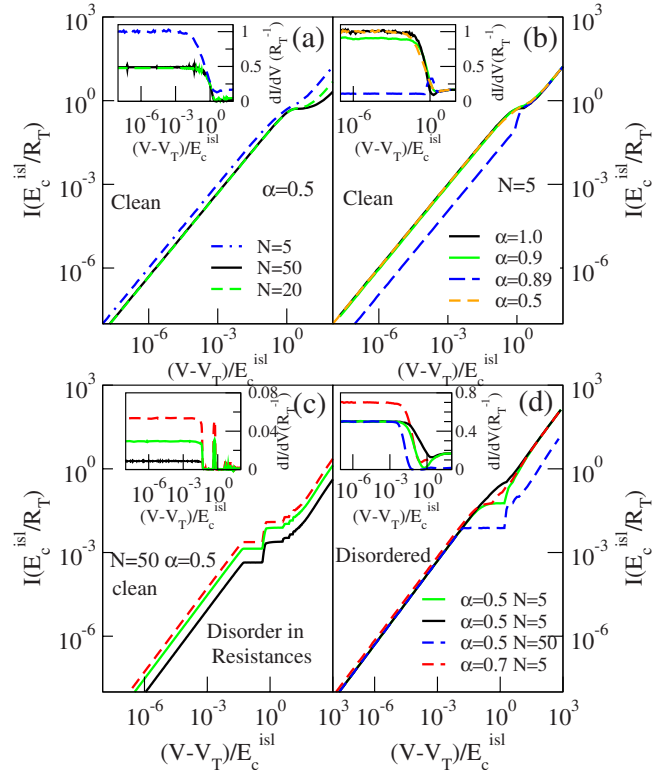 (a)
Clean
α=0.5
N=5
N=50
N=20
I(E_c^isl/R_T)
10^3
10^0
10^-3
10^-6
10^-6 10^-3 10^0 10^3
(V-V_T)/E_c^isl
dI/dV(R_T^-1)
1
0.5
0
10^-6 10^-3 10^0
(V-V_T)/E_c^isl
(b)
Clean
N=5
α=1.0
α=0.9
α=0.89
α=0.5
I(E_c^isl/R_T)
10^3
10^0
10^-3
10^-6
10^-6 10^-3 10^0 10^3
(V-V_T)/E_c^isl
dI/dV(R_T^-1)
1
0.5
0
10^-6 10^-3 10^0
(V-V_T)/E_c^isl
(c)
N=50 α=0.5
clean
Disorder in
Resistances
I(E_c^isl/R_T)
10^3
10^0
10^-3
10^-6
10^-6 10^-3 10^0 10^3
(V-V_T)/E_c^isl
dI/dV(R_T^-1)
0.08
0.04
0
10^-6 10^-3 10^0
(V-V_T)/E_c^isl
(d)
Disordered
α=0.5 N=5
α=0.5 N=5
α=0.5 N=50
α=0.7 N=5
I(E_c^isl/R_T)
10^3
10^0
10^-3
10^-6
10^-6 10^-3 10^0 10^3
(V-V_T)/E_c^isl
dI/dV(R_T^-1)
0.8
0.4
0
10^-6 10^-3 10^0
(V-V_T)/E_c^isl